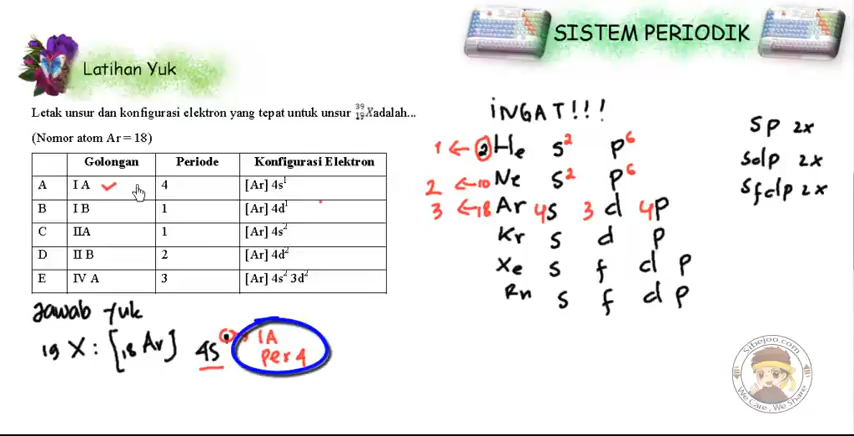 SISTEM PERIODIK
Latihan Yuk
Letak unsur dan konfigurasi elektron yang tepat untuk unsur ³⁹₁₉Xadalah...
(Nomor atom Ar = 18)
Golongan Periode Konfigurasi Elektron
A I A ✓ 4 [Ar] 4s¹
B I B 1 [Ar] 4d¹
C IIA 1 [Ar] 4s²
D II B 2 [Ar] 4d²
E IV A 3 [Ar] 4s² 3d²
Jawab Yuk
19 X : [18 Ar] 4s
IA
per 4
İNGAT!!!
1 ← 2 He s² p⁶
2 ← 10 Ne s² p⁶
3 ← 18 Ar 4s 3d 4p
Kr s d p
Xe s f d p
Rn s f d p
sp 2x
sdp 2x
sfdp 2x
Sibejoo.com
We Care, We Share